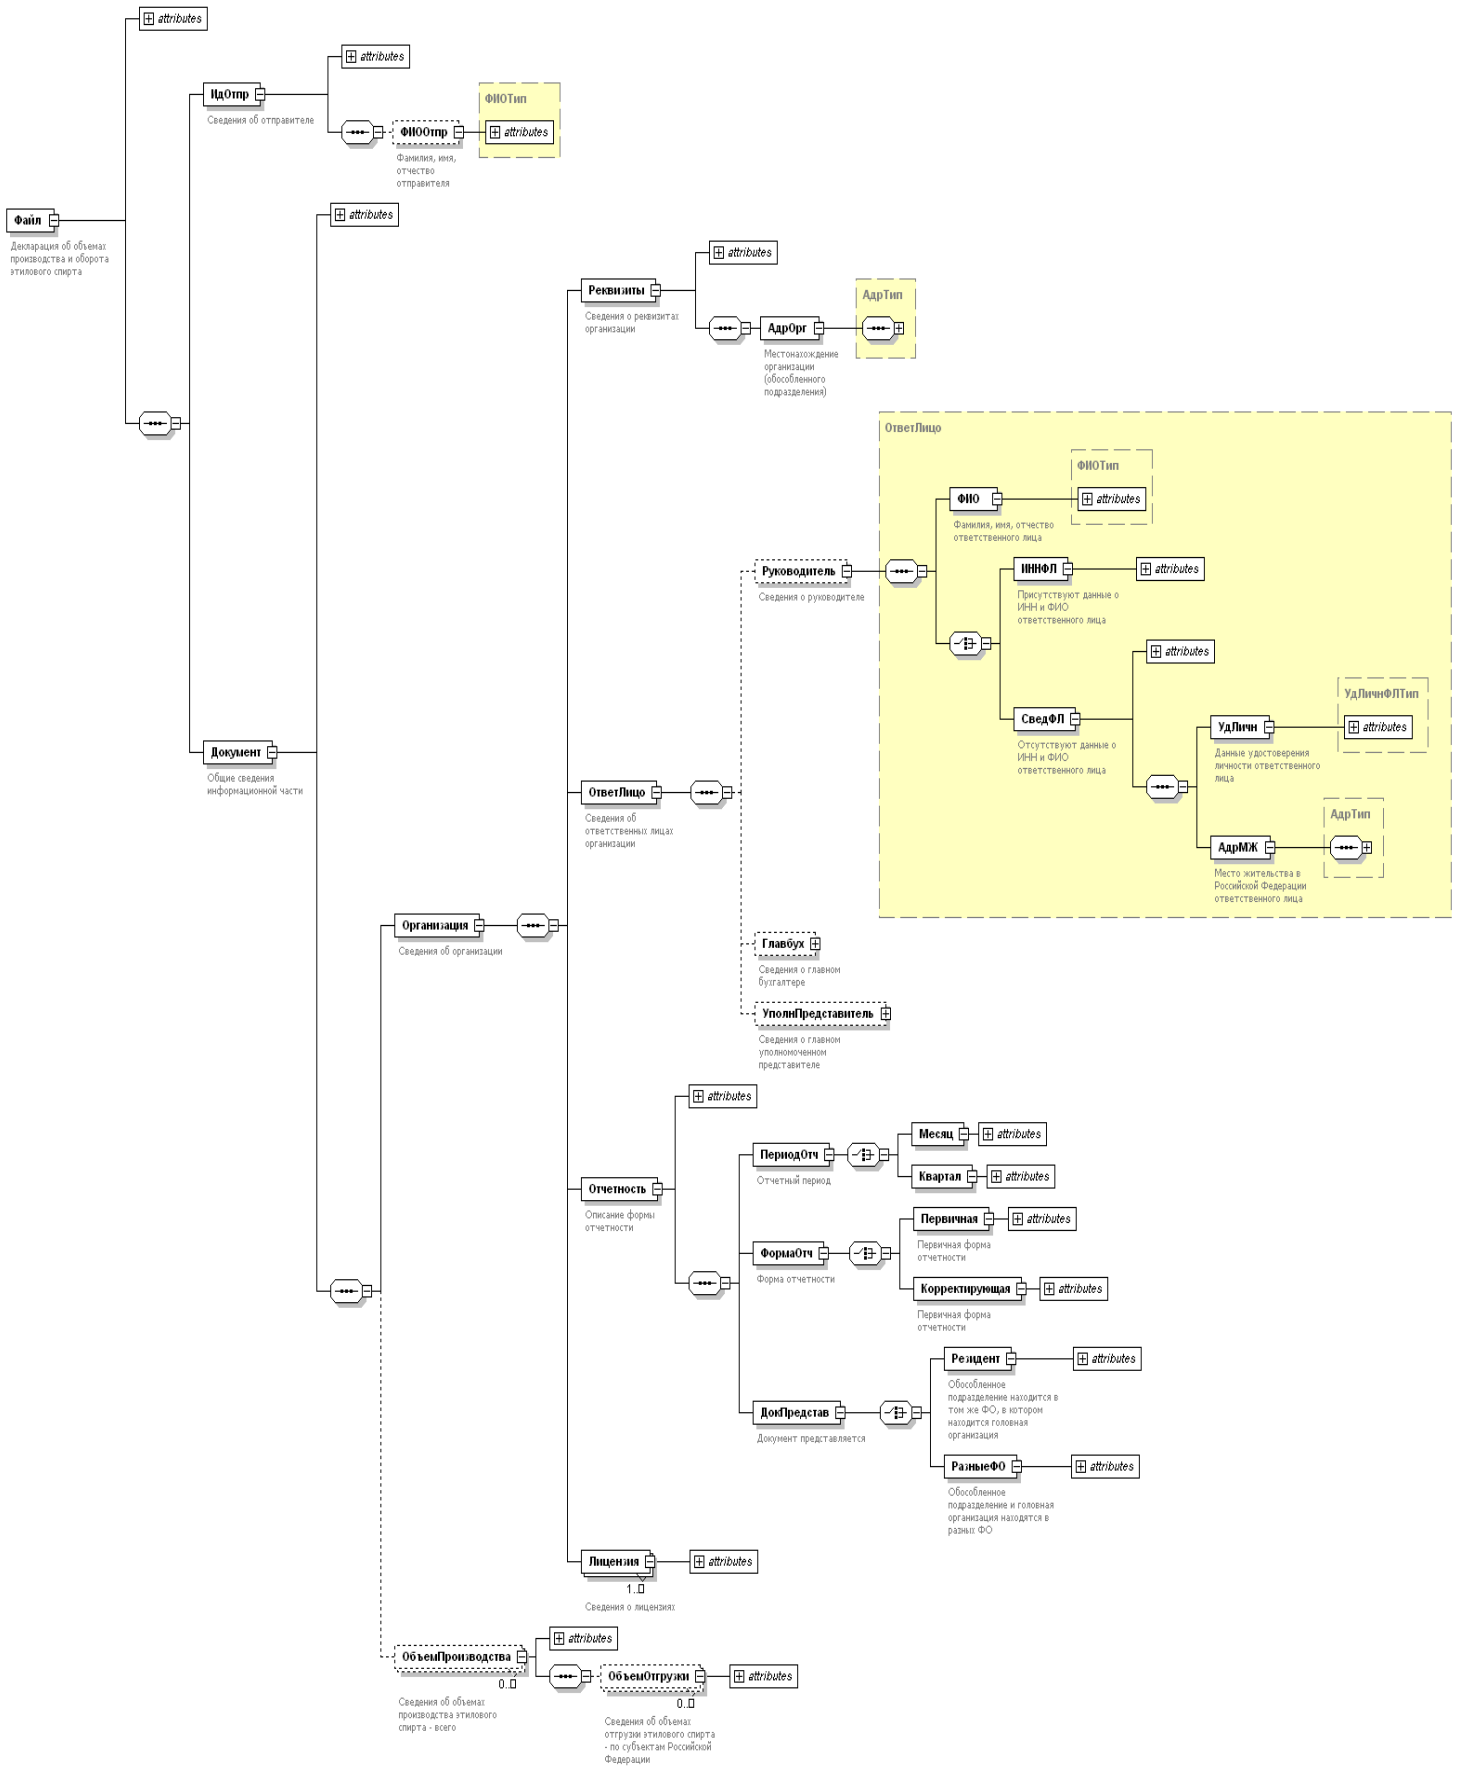 attributes
attributes
ИдОтпр
Сведения об отправителе
ФИОТип
ФИООтпр
attributes
Фамилия, имя,
отчество
отправителя
Файл
Декларация об объемах
производства и оборота
этилового спирта
attributes
attributes
Реквизиты
Сведения о реквизитах
организации
АдрТип
АдрОрг
Местонахождение
организации
(обособленного
подразделения)
ОтветЛицо
ФИОТип
ФИО
attributes
Фамилия, имя, отчество
ответственного лица
Руководитель
Сведения о руководителе
ИННФЛ
attributes
Присутствуют данные о
ИНН и ФИО
ответственного лица
attributes
СведФЛ
Отсутствуют данные о
ИНН и ФИО
ответственного лица
УдЛичнФЛТип
УдЛичн
attributes
Данные удостоверения
личности ответственного
лица
АдрТип
АдрМЖ
Место жительства в
Российской Федерации
ответственного лица
Документ
Общие сведения
информационной части
ОтветЛицо
Сведения об
ответственных лицах
организации
Организация
Сведения об организации
Главбух
Сведения о главном
бухгалтере
УполнПредставитель
Сведения о главном
уполномоченном
представителе
attributes
Отчетность
Описание формы
отчетности
ПериодОтч
Отчетный период
Месяц
attributes
Квартал
attributes
ФормаОтч
Форма отчетности
Первичная
attributes
Первичная форма
отчетности
Корректирующая
attributes
Первичная форма
отчетности
ДокПредстав
Документ представляется
Резидент
attributes
Обособленное
подразделение находится в
том же ФО, в котором
находится головная
организация
РазныеФО
attributes
Обособленное
подразделение и головная
организация находятся в
разных ФО
Лицензия
attributes
1..
Сведения о лицензиях
ОбъемПроизводства
attributes
0..
Сведения об объемах
производства этилового
спирта - всего
ОбъемОтгрузки
attributes
0..
Сведения об объемах
отгрузки этилового спирта
- по субъектам Российской
Федерации